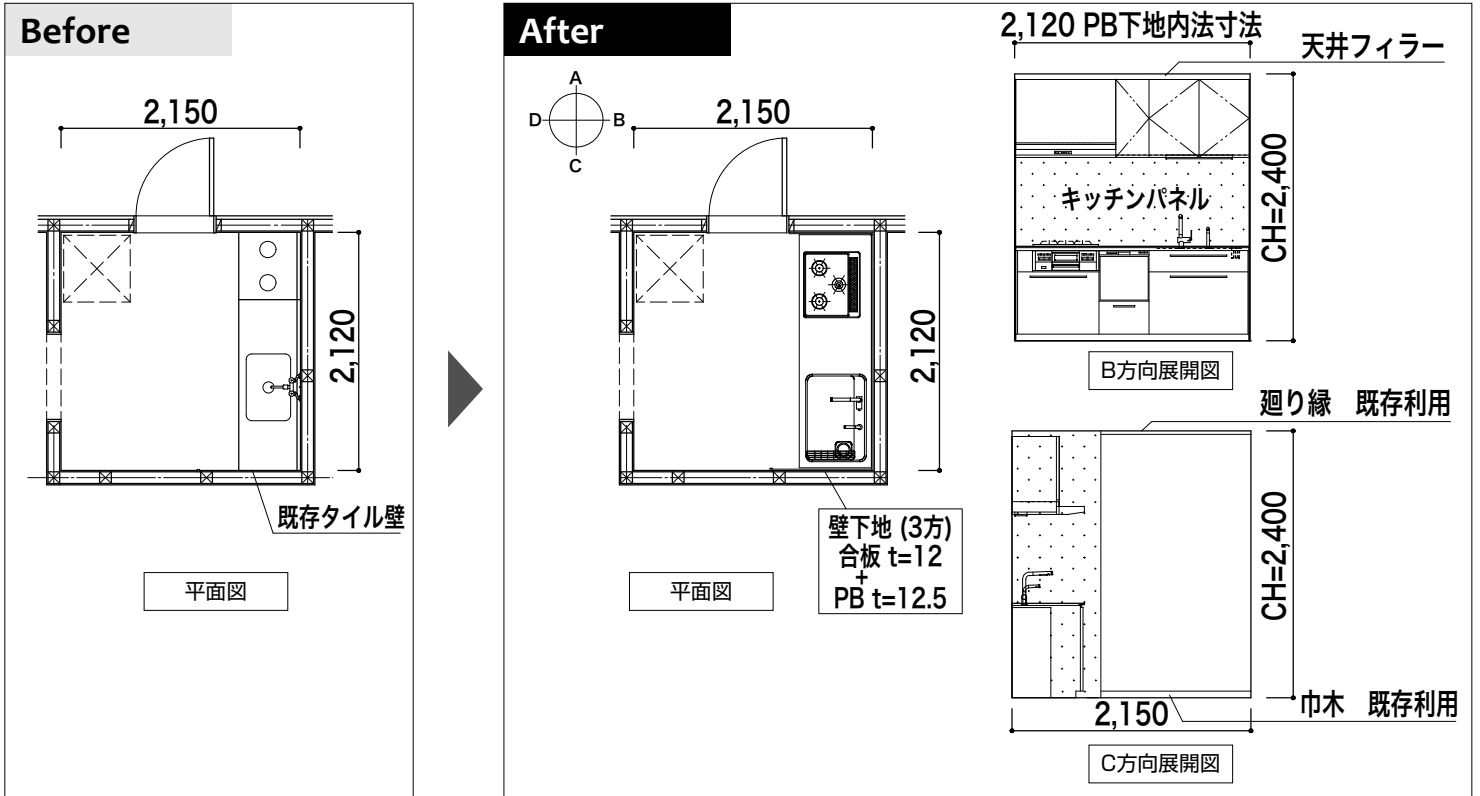 Before
2,150
2,120
既存タイル壁
平面図
After
A
D
B
C
2,150
2,120
壁下地 (3方)
合板 t=12
+
PB t=12.5
平面図
2,120 PB下地内法寸法
天井フィラー
キッチンパネル
CH=2,400
B方向展開図
廻り縁　既存利用
CH=2,400
巾木　既存利用
2,150
C方向展開図